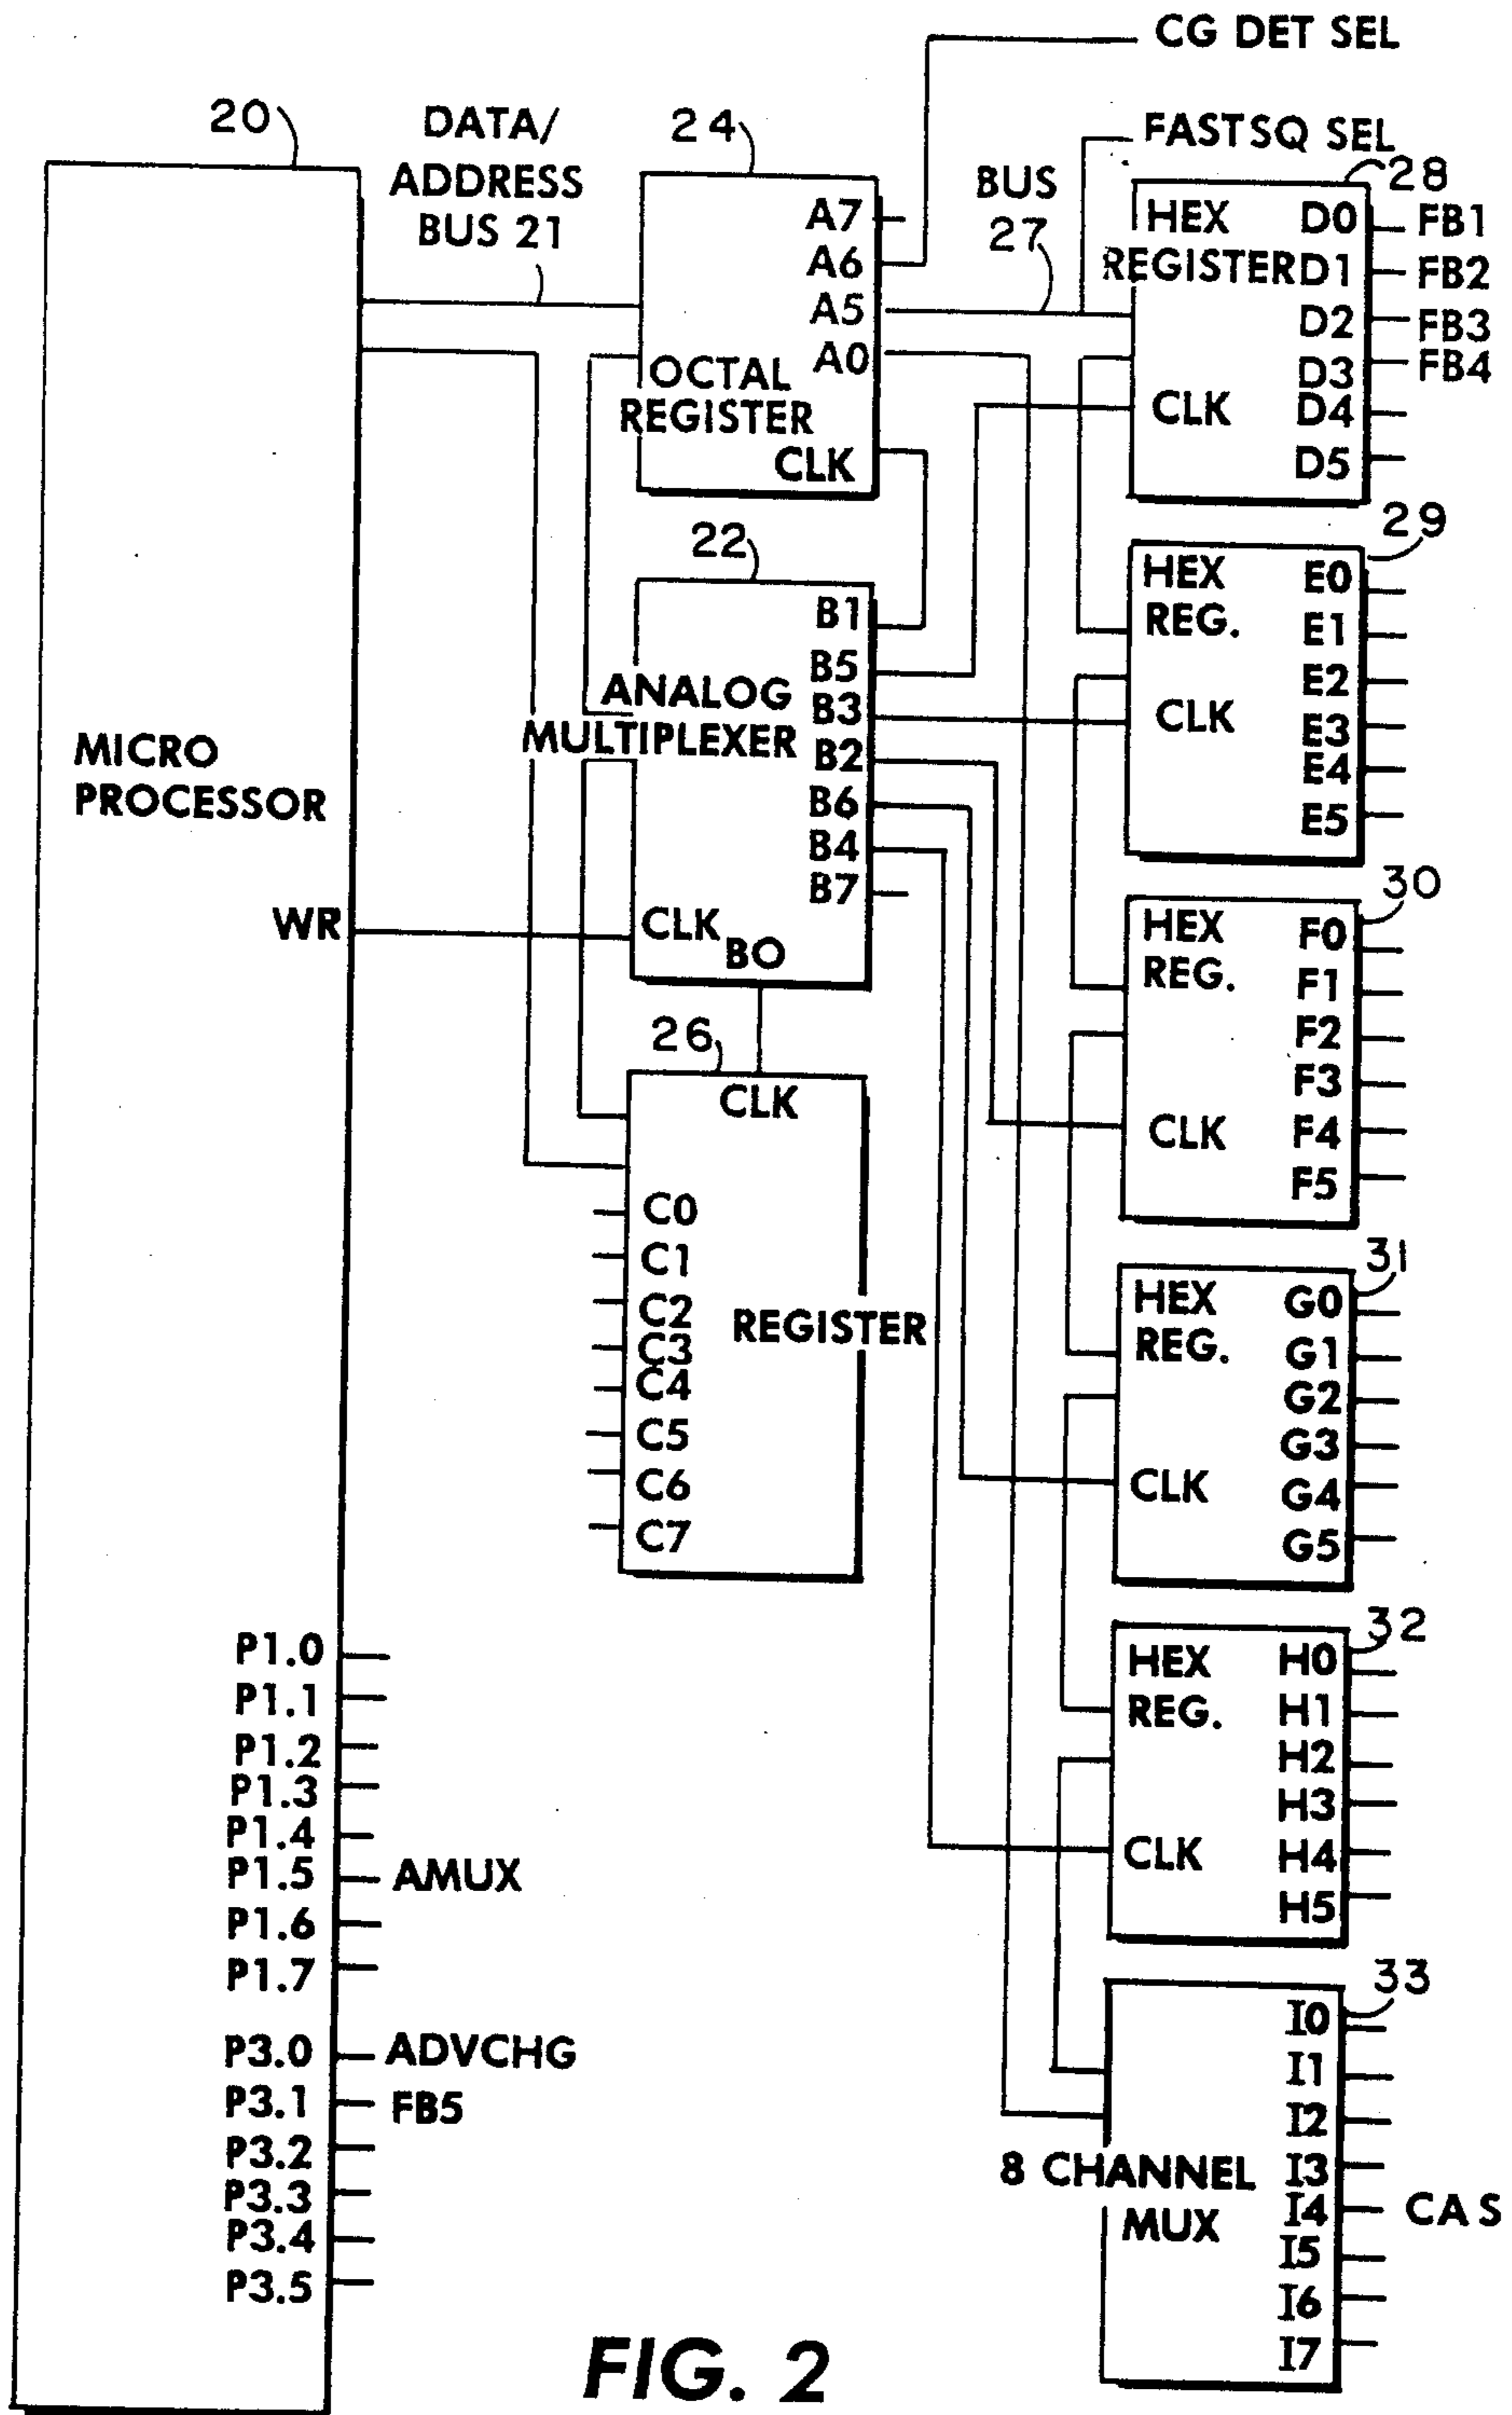 CG DET SEL
20
DATA/
ADDRESS
BUS 21
24
A7
A6
A5
A0
OCTAL
REGISTER
CLK
BUS
27
FASTSQ SEL
28
HEX
REGISTER
CLK
D0
D1
D2
D3
D4
D5
FB1
FB2
FB3
FB4
22
ANALOG
MULTIPLEXER
B1
B5
B3
B2
B6
B4
B7
CLK
BO
MICRO
PROCESSOR
WR
29
HEX
REG.
CLK
E0
E1
E2
E3
E4
E5
30
HEX
REG.
CLK
F0
F1
F2
F3
F4
F5
26
CLK
C0
C1
C2
C3
C4
C5
C6
C7
REGISTER
31
HEX
REG.
CLK
G0
G1
G2
G3
G4
G5
32
HEX
REG.
CLK
H0
H1
H2
H3
H4
H5
P1.0
P1.1
P1.2
P1.3
P1.4
P1.5 AMUX
P1.6
P1.7
P3.0 ADVCHG
P3.1 FB5
P3.2
P3.3
P3.4
P3.5
33
8 CHANNEL
MUX
I0
I1
I2
I3
I4 CAS
I5
I6
I7
FIG. 2